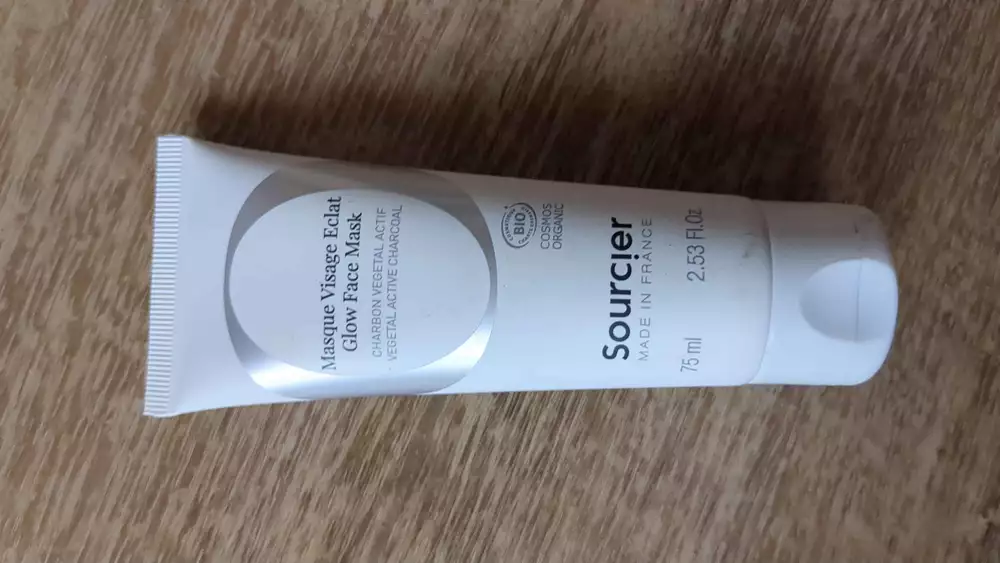 Masque Visage Eclat
Glow Face Mask
CHARBON VEGETAL ACTIF
VEGETAL ACTIVE CHARCOAL
BIO
COSMOS
ORGANIC
Sourcier
MADE IN FRANCE
75 ml 2.53 Fl.Oz